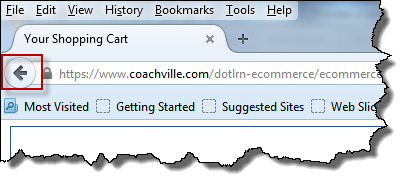 File Edit View History Bookmarks Tools Help
Your Shopping Cart
https://www.coachville.com/dotlrn-ecommerce/ecommerce
Most Visited Getting Started Suggested Sites Web Slic